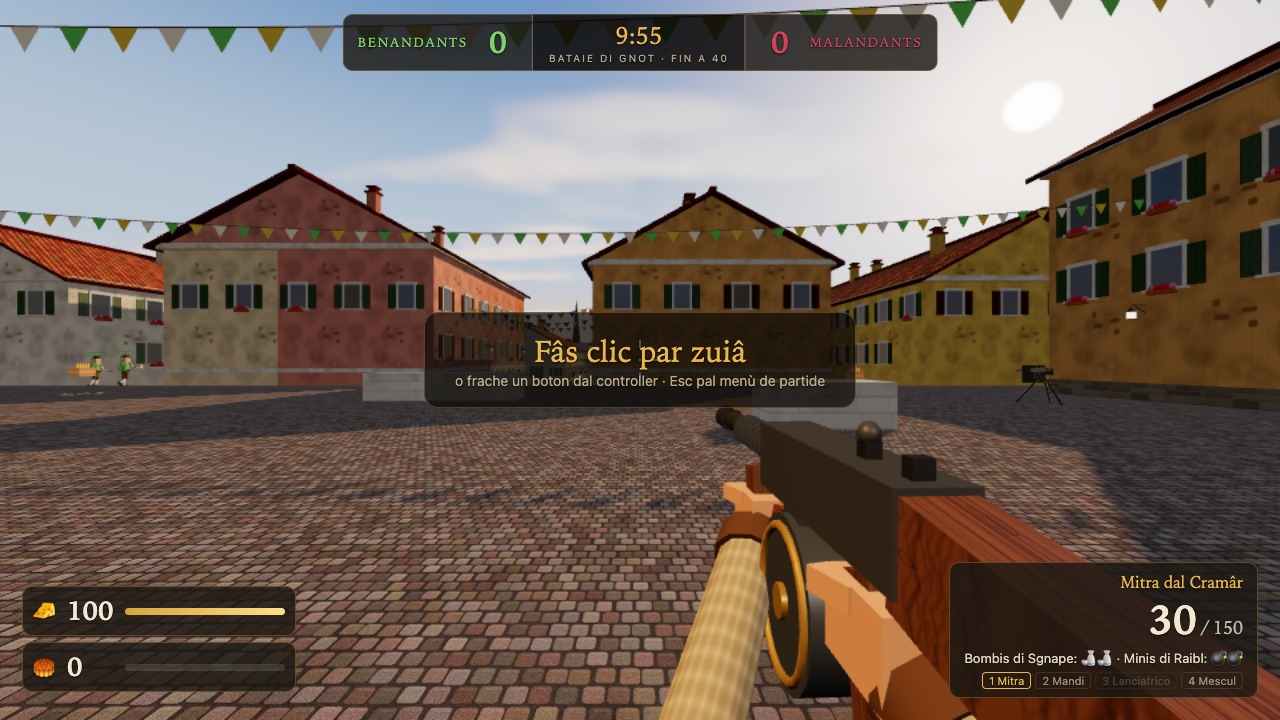 BENANDANTS 0
9:55
BATAIE DI GNOT · FIN A 40
0 MALANDANTS
Fâs clic par zuiâ
o frache un boton dal controller · Esc pal menù de partide
100
0
Mitra dal Cramâr
30 / 150
Bombis di Sgnape: · Minis di Raibl:
1 Mitra 2 Mandi 3 Lanciafrico 4 Mescul